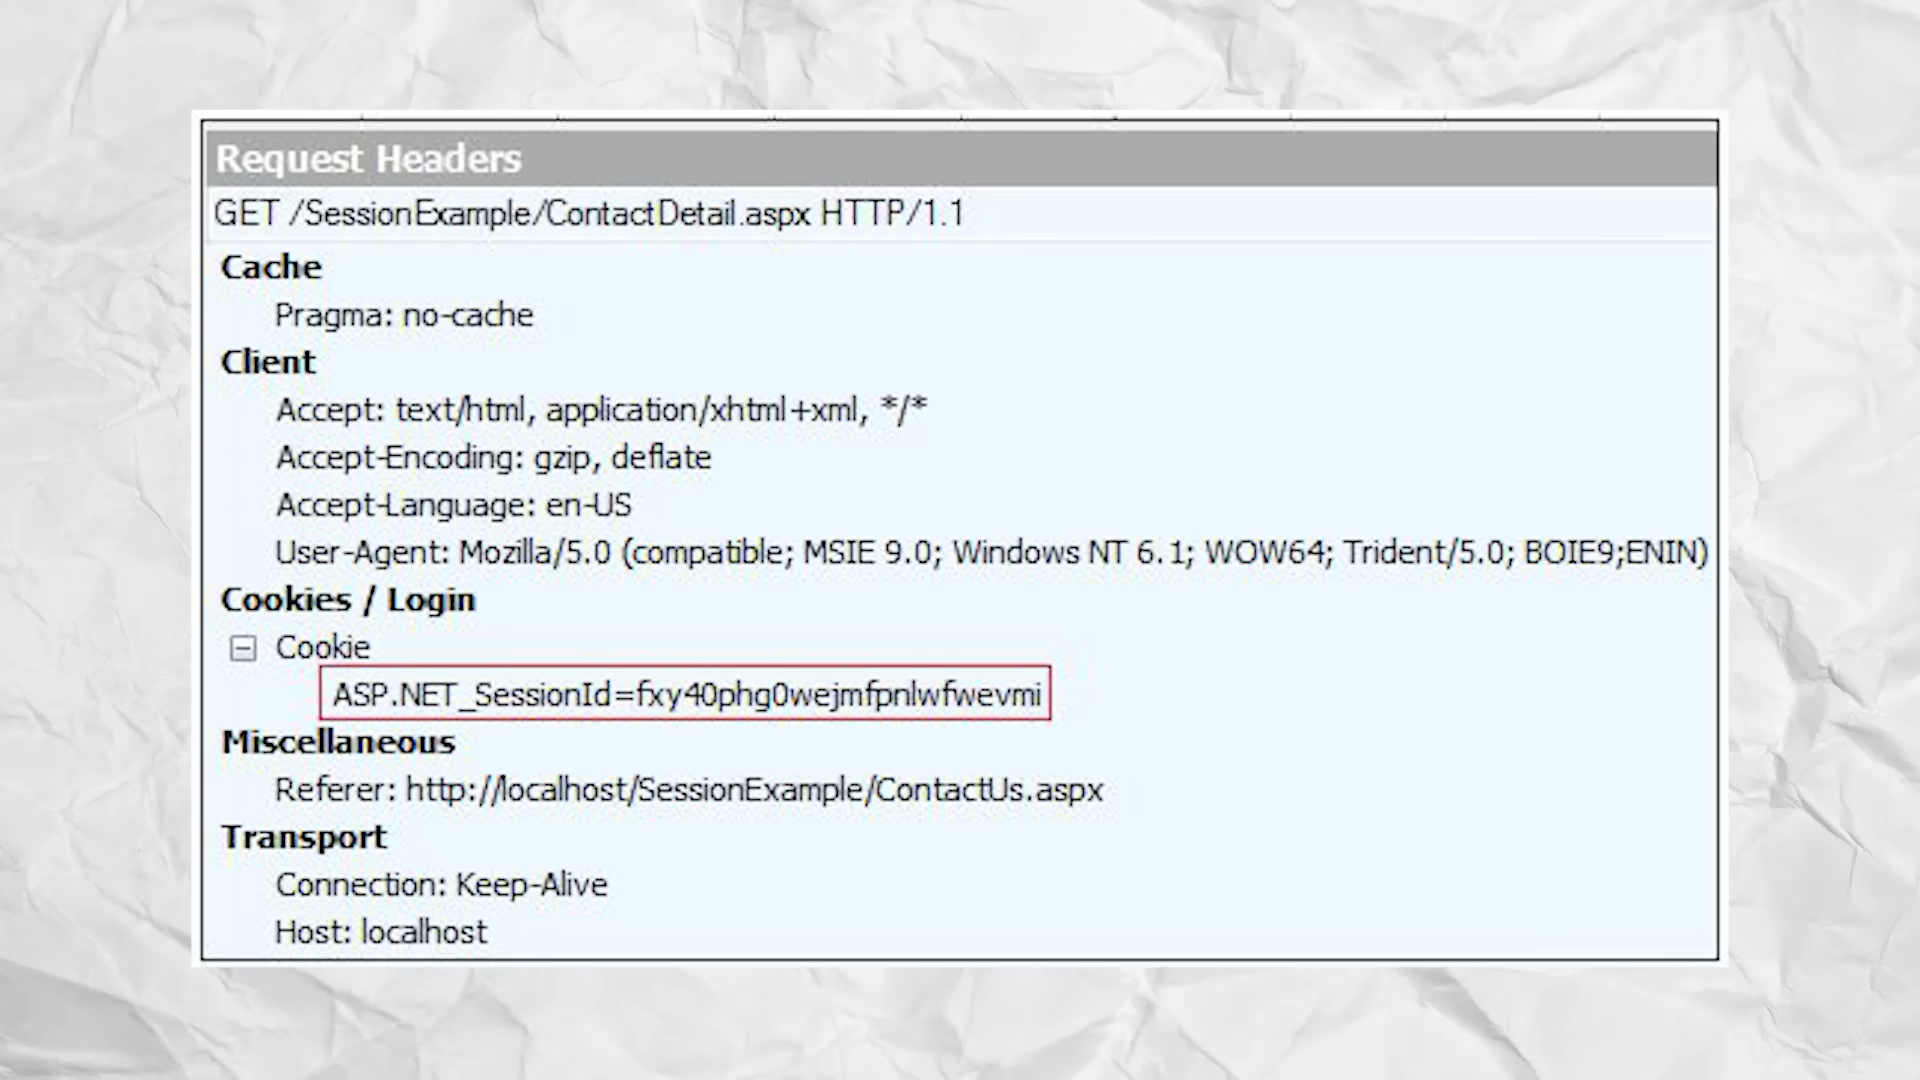 Request Headers
GET /SessionExample/ContactDetail.aspx HTTP/1.1
Cache
Pragma: no-cache
Client
Accept: text/html, application/xhtml+xml, */*
Accept-Encoding: gzip, deflate
Accept-Language: en-US
User-Agent: Mozilla/5.0 (compatible; MSIE 9.0; Windows NT 6.1; WOW64; Trident/5.0; BOIE9;ENIN)
Cookies / Login
Cookie
ASP.NET_SessionId=fxy40phg0wejmfpnlwfwevmi
Miscellaneous
Referer: http://localhost/SessionExample/ContactUs.aspx
Transport
Connection: Keep-Alive
Host: localhost